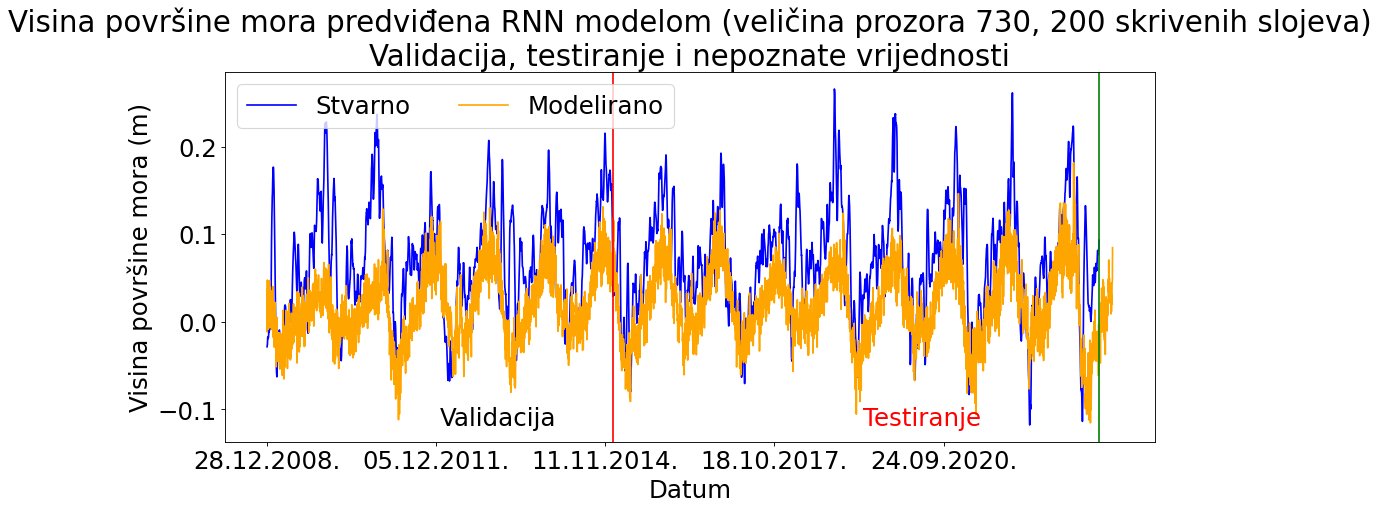 Visina površine mora predviđena RNN modelom (veličina prozora 730, 200 skrivenih slojeva)
Validacija, testiranje i nepoznate vrijednosti
Stvarno
Modelirano
Visina površine mora (m)
0.2
0.1
0.0
−0.1
Validacija
Testiranje
28.12.2008.
05.12.2011.
11.11.2014.
18.10.2017.
24.09.2020.
Datum